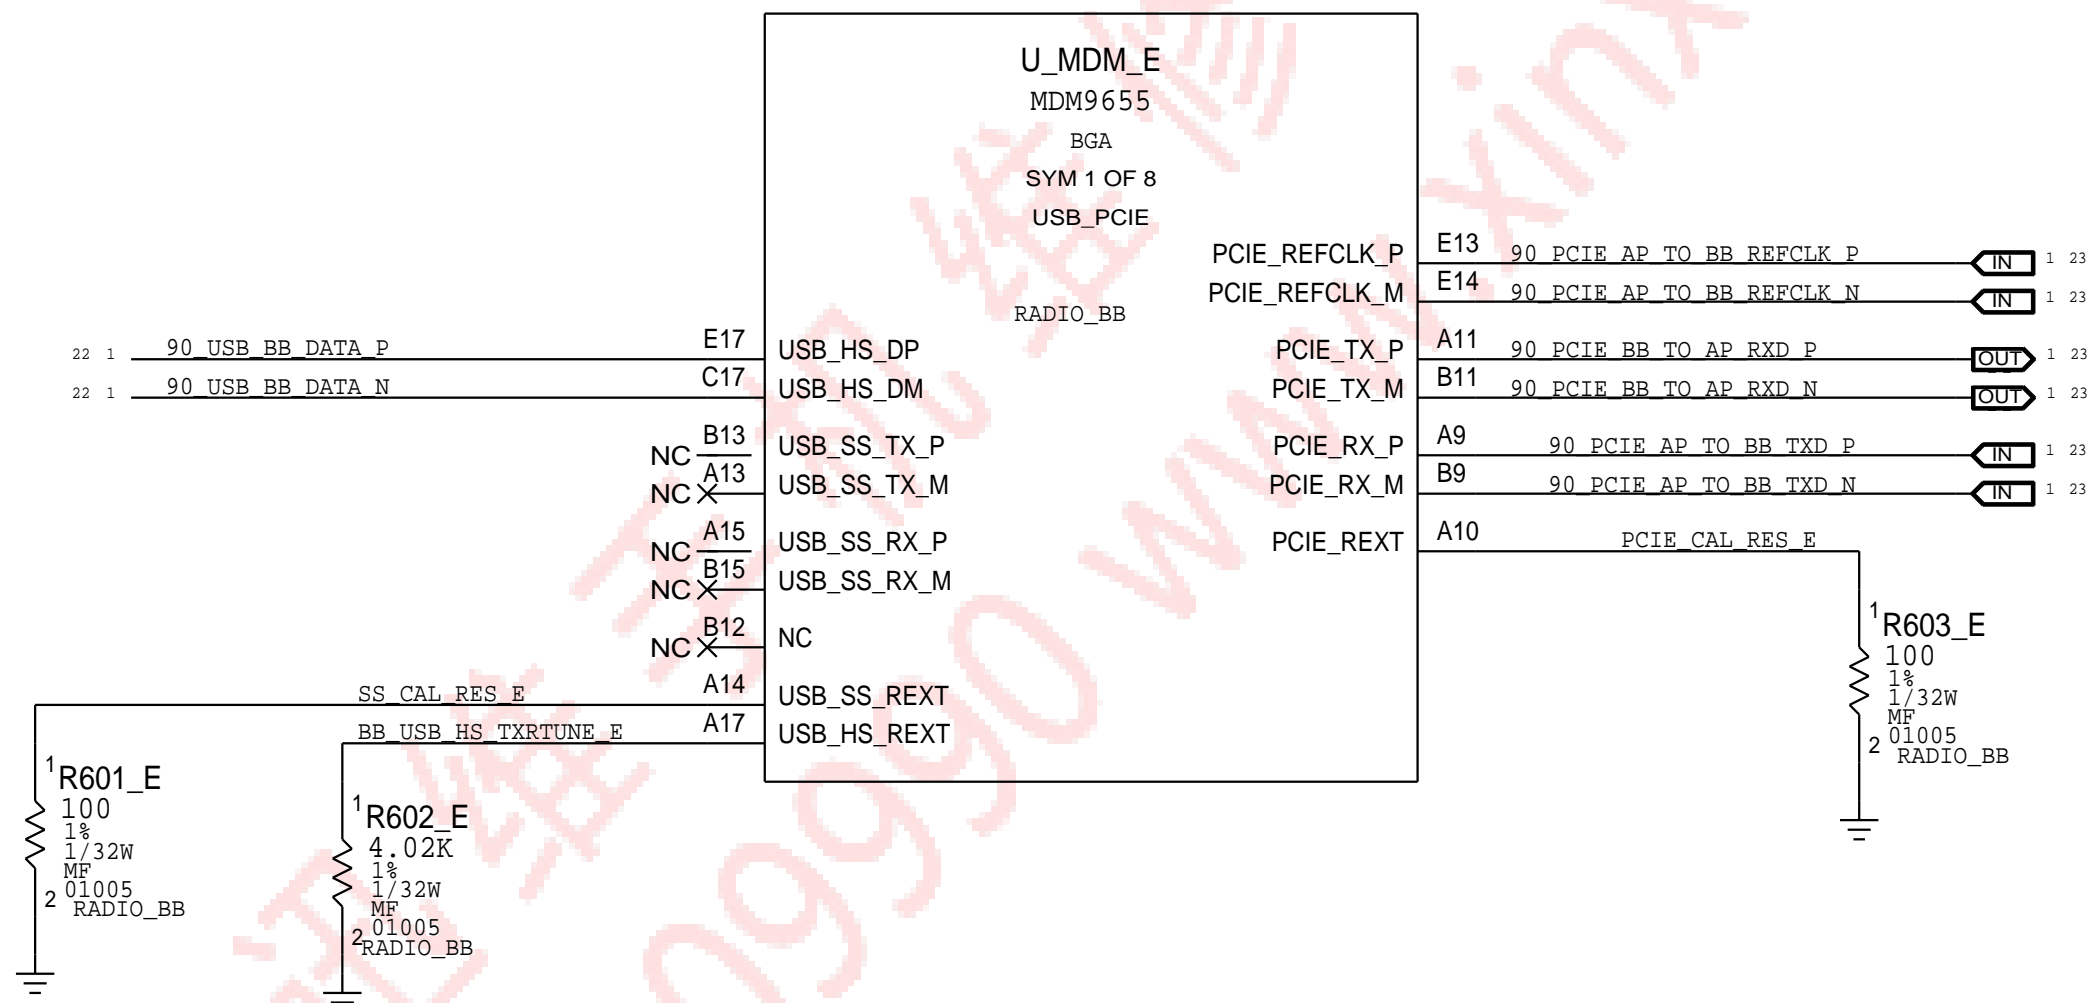 U_MDM_E
MDM9655
BGA
SYM 1 OF 8
USB_PCIE
RADIO_BB
22 1 90_USB_BB_DATA_P E17 USB_HS_DP
22 1 90_USB_BB_DATA_N C17 USB_HS_DM
NC B13 USB_SS_TX_P
NC A13 USB_SS_TX_M
NC A15 USB_SS_RX_P
NC B15 USB_SS_RX_M
NC B12 NC
SS_CAL_RES_E A14 USB_SS_REXT
BB_USB_HS_TXRTUNE_E A17 USB_HS_REXT
PCIE_REFCLK_P E13 90_PCIE_AP_TO_BB_REFCLK_P IN 1 23
PCIE_REFCLK_M E14 90_PCIE_AP_TO_BB_REFCLK_N IN 1 23
PCIE_TX_P A11 90_PCIE_BB_TO_AP_RXD_P OUT 1 23
PCIE_TX_M B11 90_PCIE_BB_TO_AP_RXD_N OUT 1 23
PCIE_RX_P A9 90_PCIE_AP_TO_BB_TXD_P IN 1 23
PCIE_RX_M B9 90_PCIE_AP_TO_BB_TXD_N IN 1 23
PCIE_REXT A10 PCIE_CAL_RES_E
1
R603_E
100
1%
1/32W
MF
01005
2
RADIO_BB
1
R601_E
100
1%
1/32W
MF
01005
2
RADIO_BB
1
R602_E
4.02K
1%
1/32W
MF
01005
2
RADIO_BB